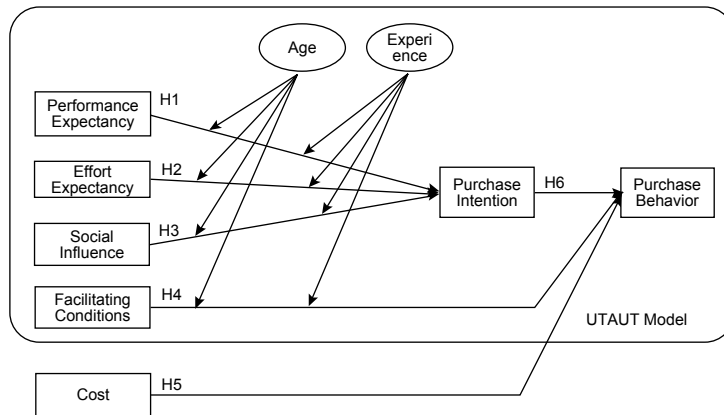 Age
Experi
ence
H1
Performance
Expectancy
H2
Effort
Expectancy
Purchase
Intention
H6
Purchase
Behavior
H3
Social
Influence
H4
Facilitating
Conditions
UTAUT Model
H5
Cost